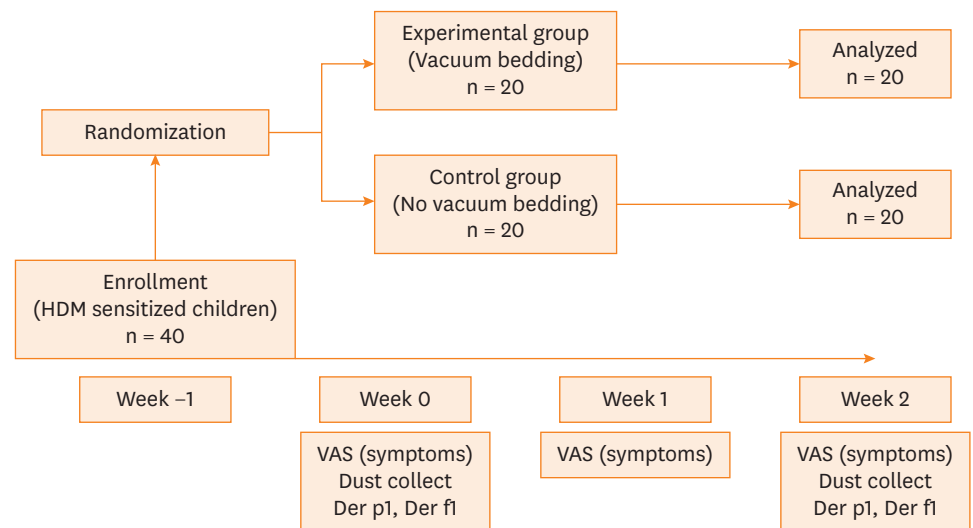 Experimental group
(Vacuum bedding)
n = 20
Analyzed
n = 20
Randomization
Control group
(No vacuum bedding)
n = 20
Analyzed
n = 20
Enrollment
(HDM sensitized children)
n = 40
Week –1
Week 0
Week 1
Week 2
VAS (symptoms)
Dust collect
Der p1, Der f1
VAS (symptoms)
VAS (symptoms)
Dust collect
Der p1, Der f1